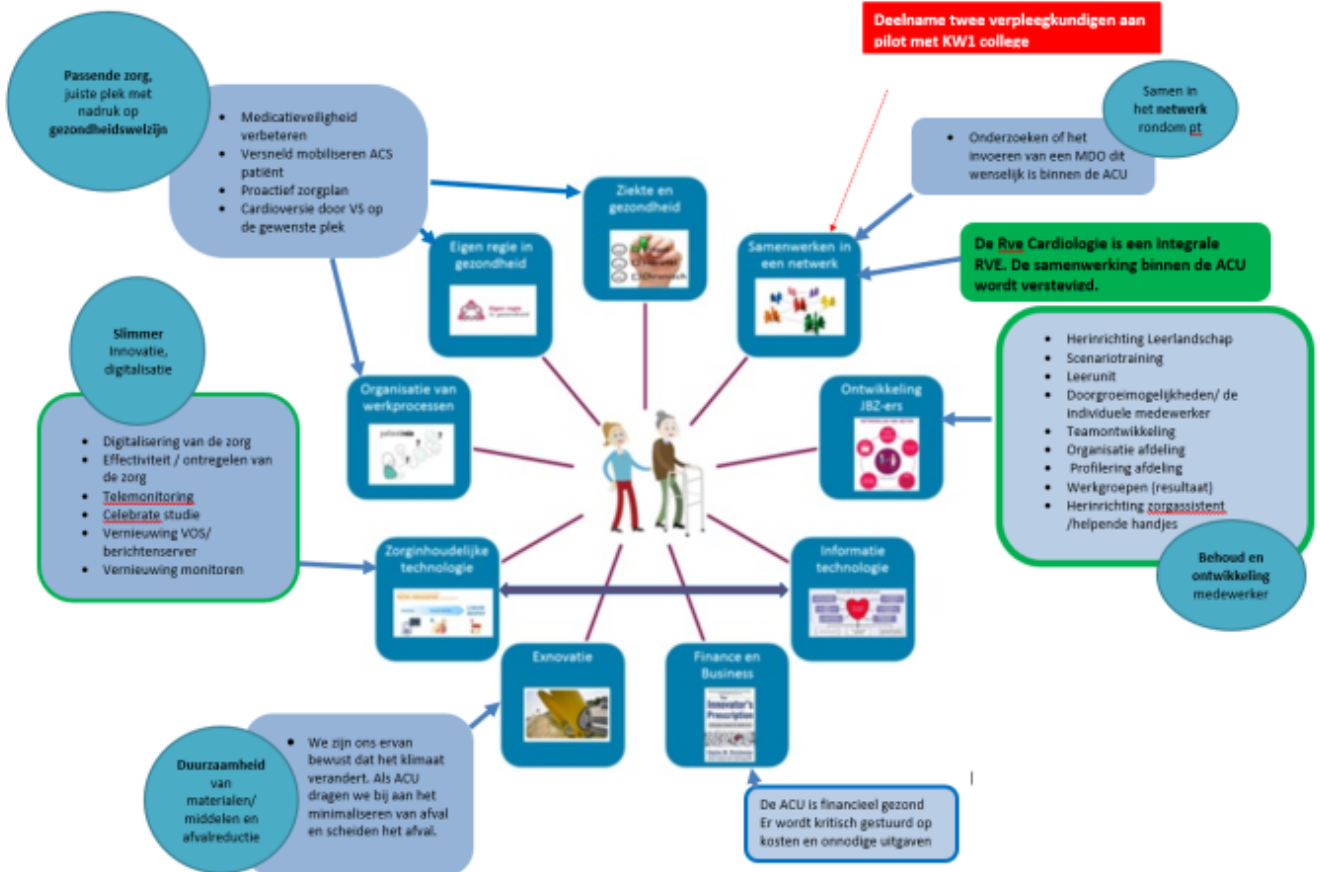 Deelname twee verpleegkundigen aan
pilot met KW1 college
Passende zorg,
juiste plek met
nadruk op
gezondheidswelzijn
• Medicatieveiligheid
verbeteren
• Versneld mobiliseren ACS
patiënt
• Proactief zorgplan
• Cardioversie door VS op
de gewenste plek
Samen in
het netwerk
rondom pt
• Onderzoeken of het
invoeren van een MDO dit
wenselijk is binnen de ACU
Ziekte en
gezondheid
Eigen regie in
gezondheid
Eigen regie
in gezondheid
Samenwerken in
een netwerk
De Rve Cardiologie is een Integrale
RVE. De samenwerking binnen de ACU
wordt verstevigd.
Slimmer
Innovatie,
digitalisatie
• Digitalisering van de zorg
• Effectiviteit / ontregelen van
de zorg
• Telemonitoring
• Celebrate studie
• Vernieuwing VOS/
berichtenserver
• Vernieuwing monitoren
Organisatie van
werkprocessen
Ontwikkeling
JBZ-ers
• Herinrichting Leerlandschap
• Scenariotraining
• Leerunit
• Doorgroeimogelijkheden/ de
individuele medewerker
• Teamontwikkeling
• Organisatie afdeling
• Profilering afdeling
• Werkgroepen (resultaat)
• Herinrichting zorgassistent
/helpende handjes
Behoud en
ontwikkeling
medewerker
Zorginhoudelijke
technologie
Informatie
technologie
Exnovatie
Finance en
Business
Innovator's
Prescription
Duurzaamheid
van
materialen/
middelen en
afvalreductie
• We zijn ons ervan
bewust dat het klimaat
verandert. Als ACU
dragen we bij aan het
minimaliseren van afval
en scheiden het afval.
De ACU is financieel gezond
Er wordt kritisch gestuurd op
kosten en onnodige uitgaven